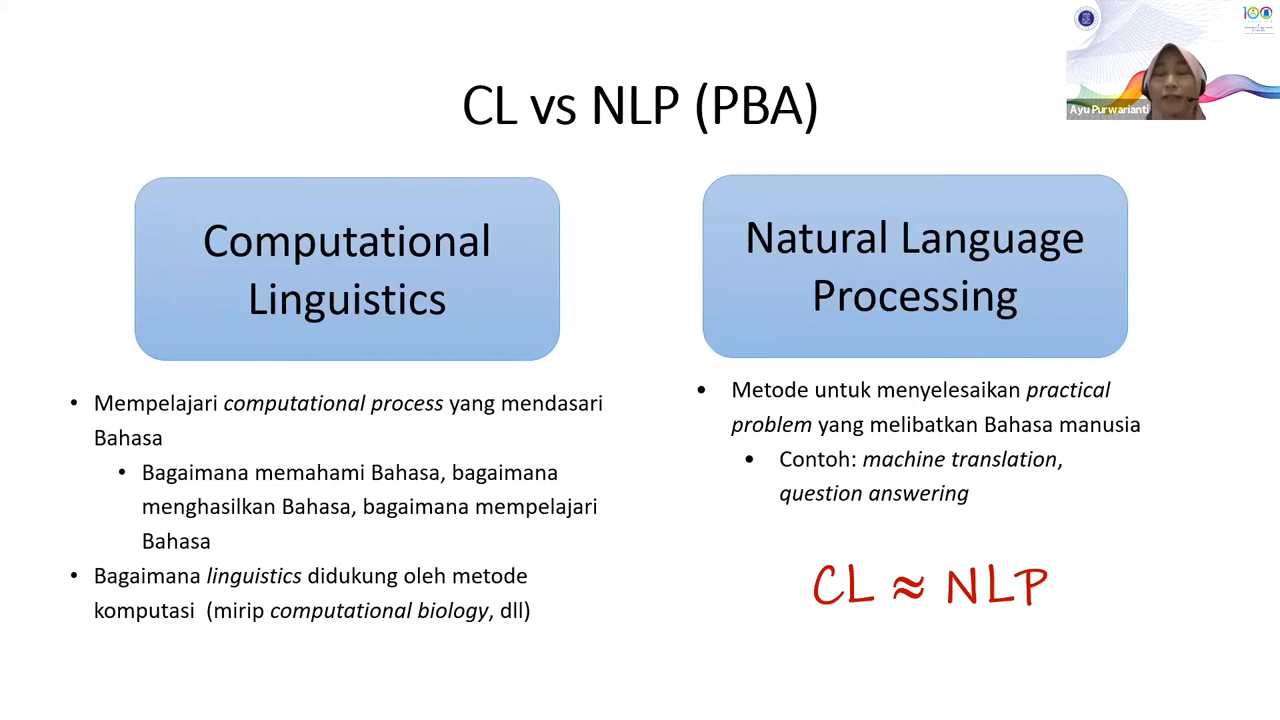 CL vs NLP (PBA)
100
Ayu Purwarianti
Computational
Linguistics
• Mempelajari computational process yang mendasari
Bahasa
• Bagaimana memahami Bahasa, bagaimana
menghasilkan Bahasa, bagaimana mempelajari
Bahasa
• Bagaimana linguistics didukung oleh metode
komputasi (mirip computational biology, dll)
Natural Language
Processing
• Metode untuk menyelesaikan practical
problem yang melibatkan Bahasa manusia
• Contoh: machine translation,
question answering
CL ≈ NLP